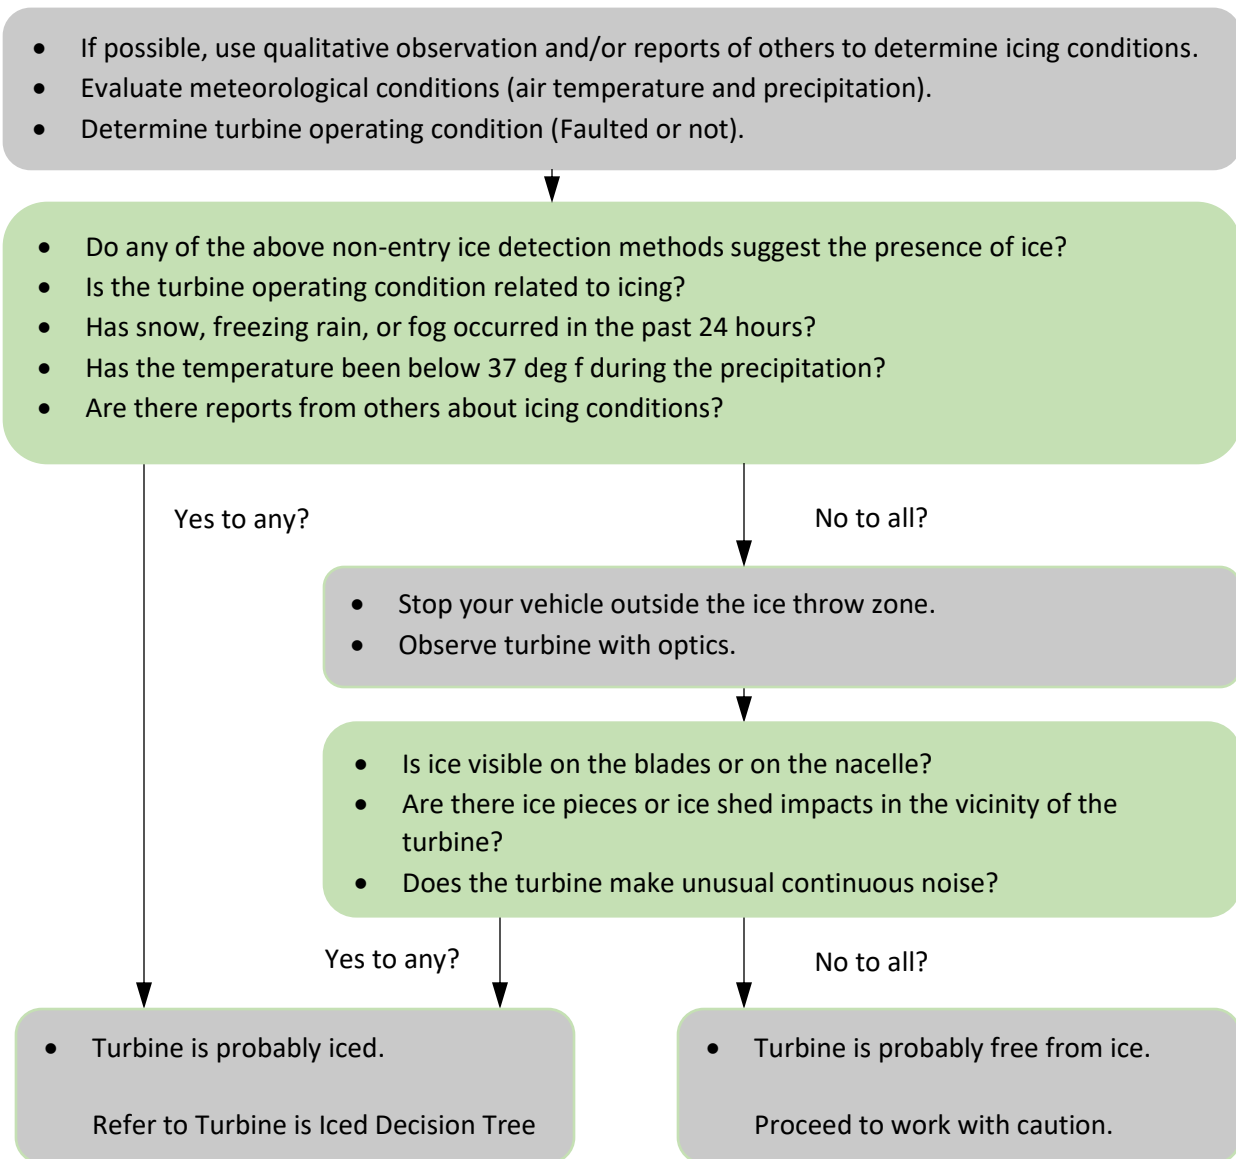 • If possible, use qualitative observation and/or reports of others to determine icing conditions.
• Evaluate meteorological conditions (air temperature and precipitation).
• Determine turbine operating condition (Faulted or not).
• Do any of the above non-entry ice detection methods suggest the presence of ice?
• Is the turbine operating condition related to icing?
• Has snow, freezing rain, or fog occurred in the past 24 hours?
• Has the temperature been below 37 deg f during the precipitation?
• Are there reports from others about icing conditions?
Yes to any?
No to all?
• Stop your vehicle outside the ice throw zone.
• Observe turbine with optics.
• Is ice visible on the blades or on the nacelle?
• Are there ice pieces or ice shed impacts in the vicinity of the
turbine?
• Does the turbine make unusual continuous noise?
Yes to any?
No to all?
• Turbine is probably iced.
Refer to Turbine is Iced Decision Tree
• Turbine is probably free from ice.
Proceed to work with caution.